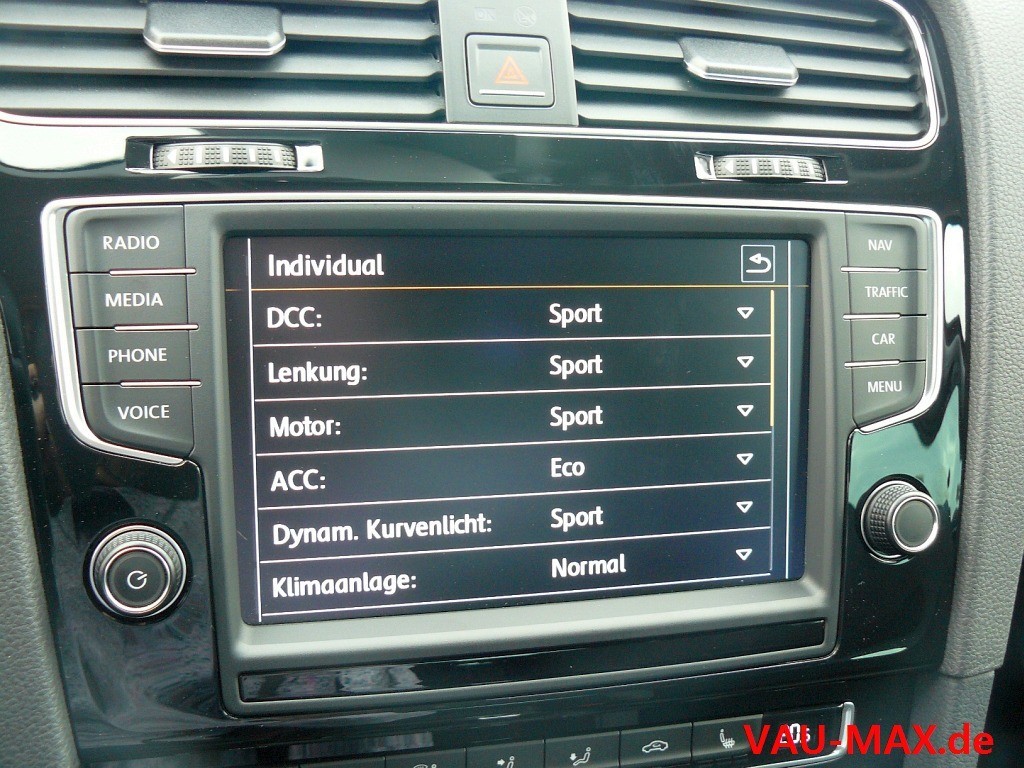 RADIO
MEDIA
PHONE
VOICE
Individual
DCC: Sport
Lenkung: Sport
Motor: Sport
ACC: Eco
Dynam. Kurvenlicht: Sport
Klimaanlage: Normal
NAV
TRAFFIC
CAR
MENU
VAU-MAX.de